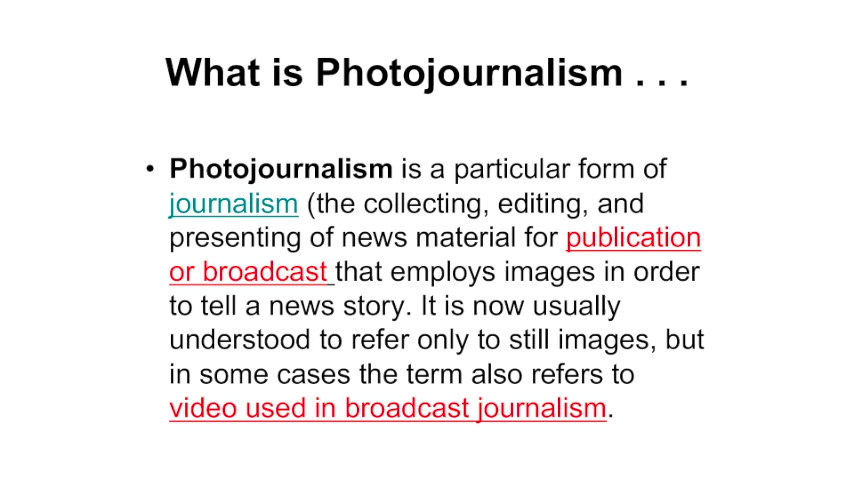 What is Photojournalism . . .
• Photojournalism is a particular form of
journalism (the collecting, editing, and
presenting of news material for publication
or broadcast that employs images in order
to tell a news story. It is now usually
understood to refer only to still images, but
in some cases the term also refers to
video used in broadcast journalism.